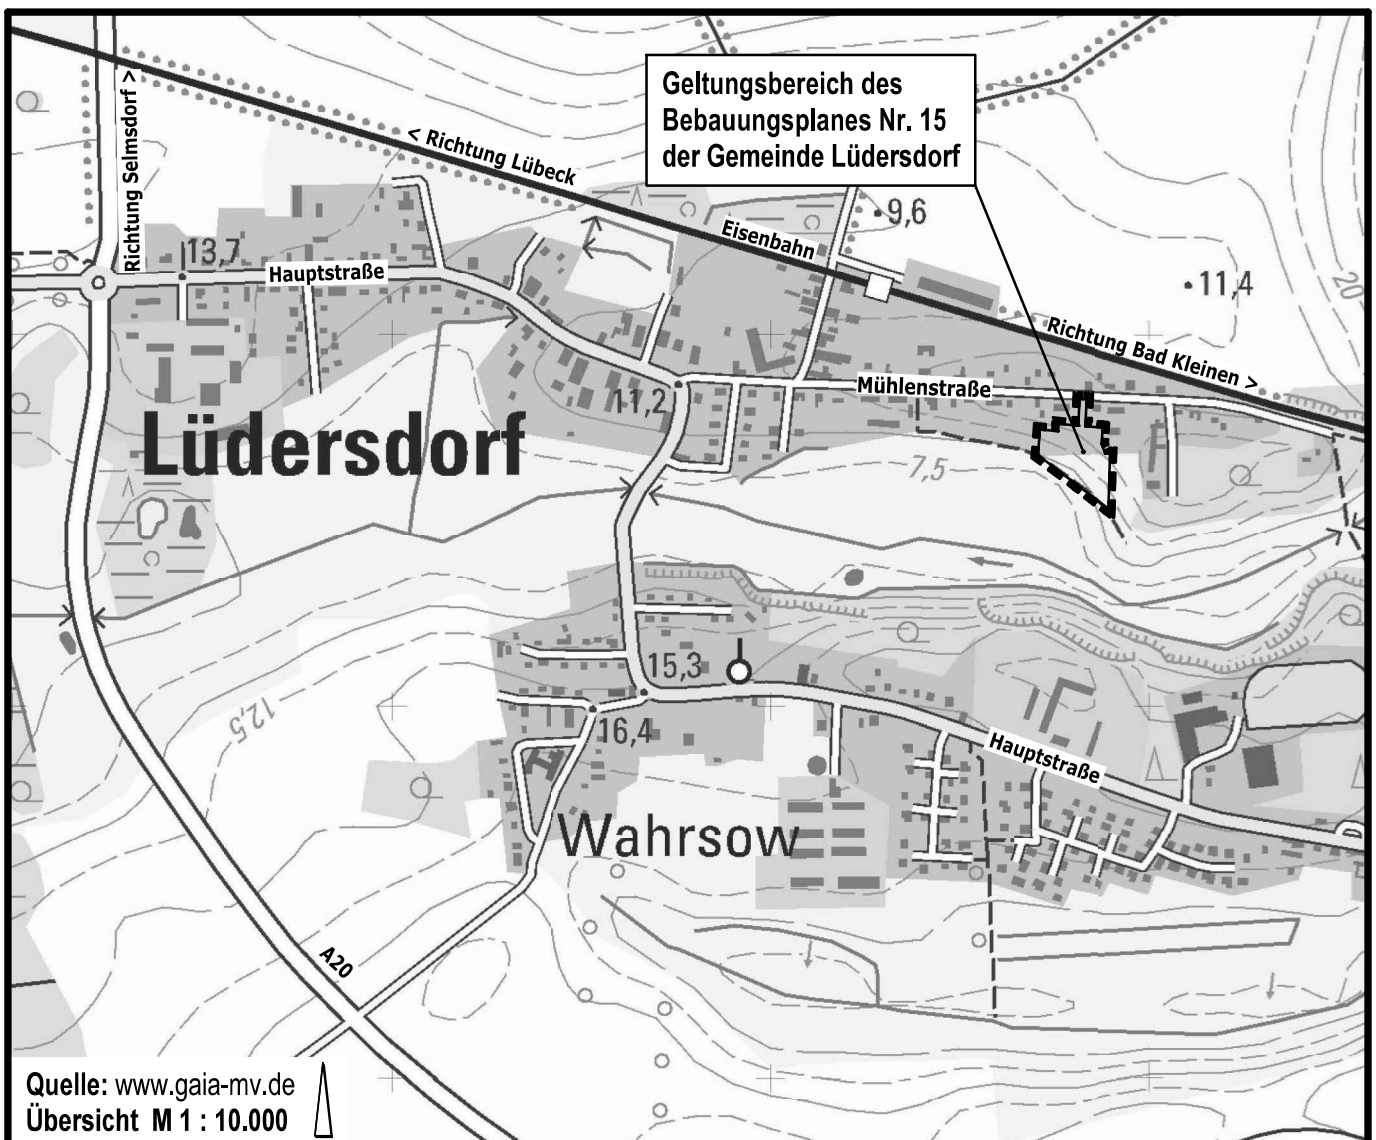 Geltungsbereich des
Bebauungsplanes Nr. 15
der Gemeinde Lüdersdorf
Richtung Selmsdorf >
< Richtung Lübeck
Eisenbahn
9,6
13,7
Hauptstraße
11,4
20
Richtung Bad Kleinen >
Mühlenstraße
11,2
Lüdersdorf
7,5
15,3
12,5
16,4
Hauptstraße
Wahrsow
A20
Quelle: www.gaia-mv.de
Übersicht M 1 : 10.000